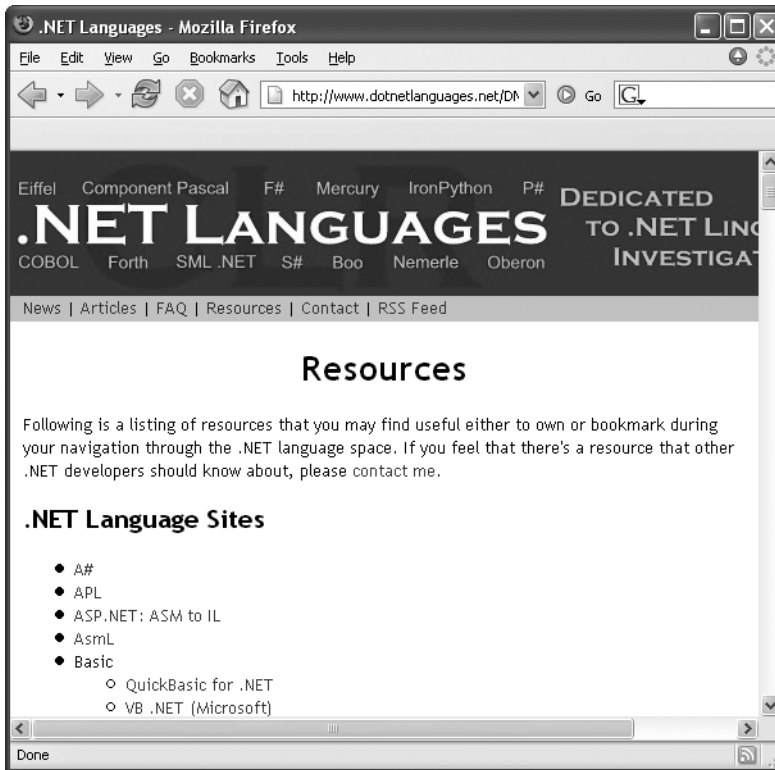 .NET Languages - Mozilla Firefox
File Edit View Go Bookmarks Tools Help
http://www.dotnetlanguages.net/DN Go G
Eiffel Component Pascal F# Mercury IronPython P#
.NET LANGUAGES
COBOL Forth SML .NET S# Boo Nemerle Oberon
CLR
DEDICATED
TO .NET LING
INVESTIGAT
News | Articles | FAQ | Resources | Contact | RSS Feed
Resources
Following is a listing of resources that you may find useful either to own or bookmark during
your navigation through the .NET language space. If you feel that there's a resource that other
.NET developers should know about, please contact me.
.NET Language Sites
A#
APL
ASP.NET: ASM to IL
AsmL
Basic
QuickBasic for .NET
VB .NET (Microsoft)
Done